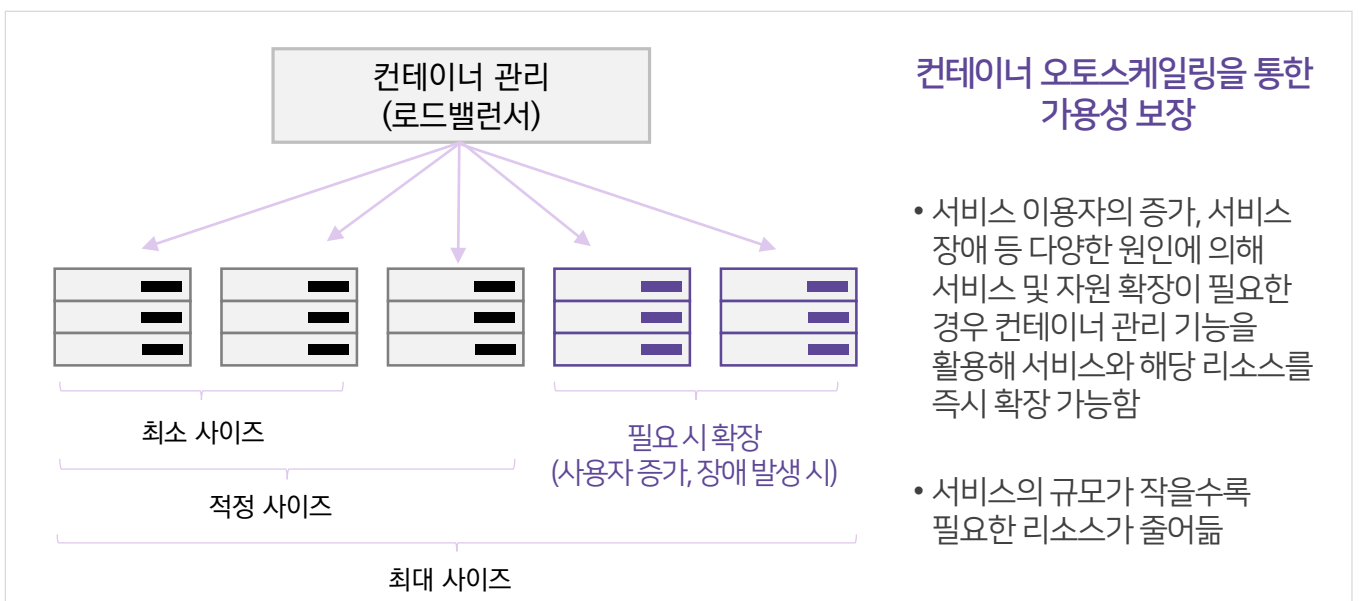 컨테이너 관리
(로드밸런서)
최소 사이즈
필요 시 확장
(사용자 증가, 장애 발생 시)
적정 사이즈
최대 사이즈
컨테이너 오토스케일링을 통한
가용성 보장
• 서비스 이용자의 증가, 서비스
장애 등 다양한 원인에 의해
서비스 및 자원 확장이 필요한
경우 컨테이너 관리 기능을
활용해 서비스와 해당 리소스를
즉시 확장 가능함
• 서비스의 규모가 작을수록
필요한 리소스가 줄어듦